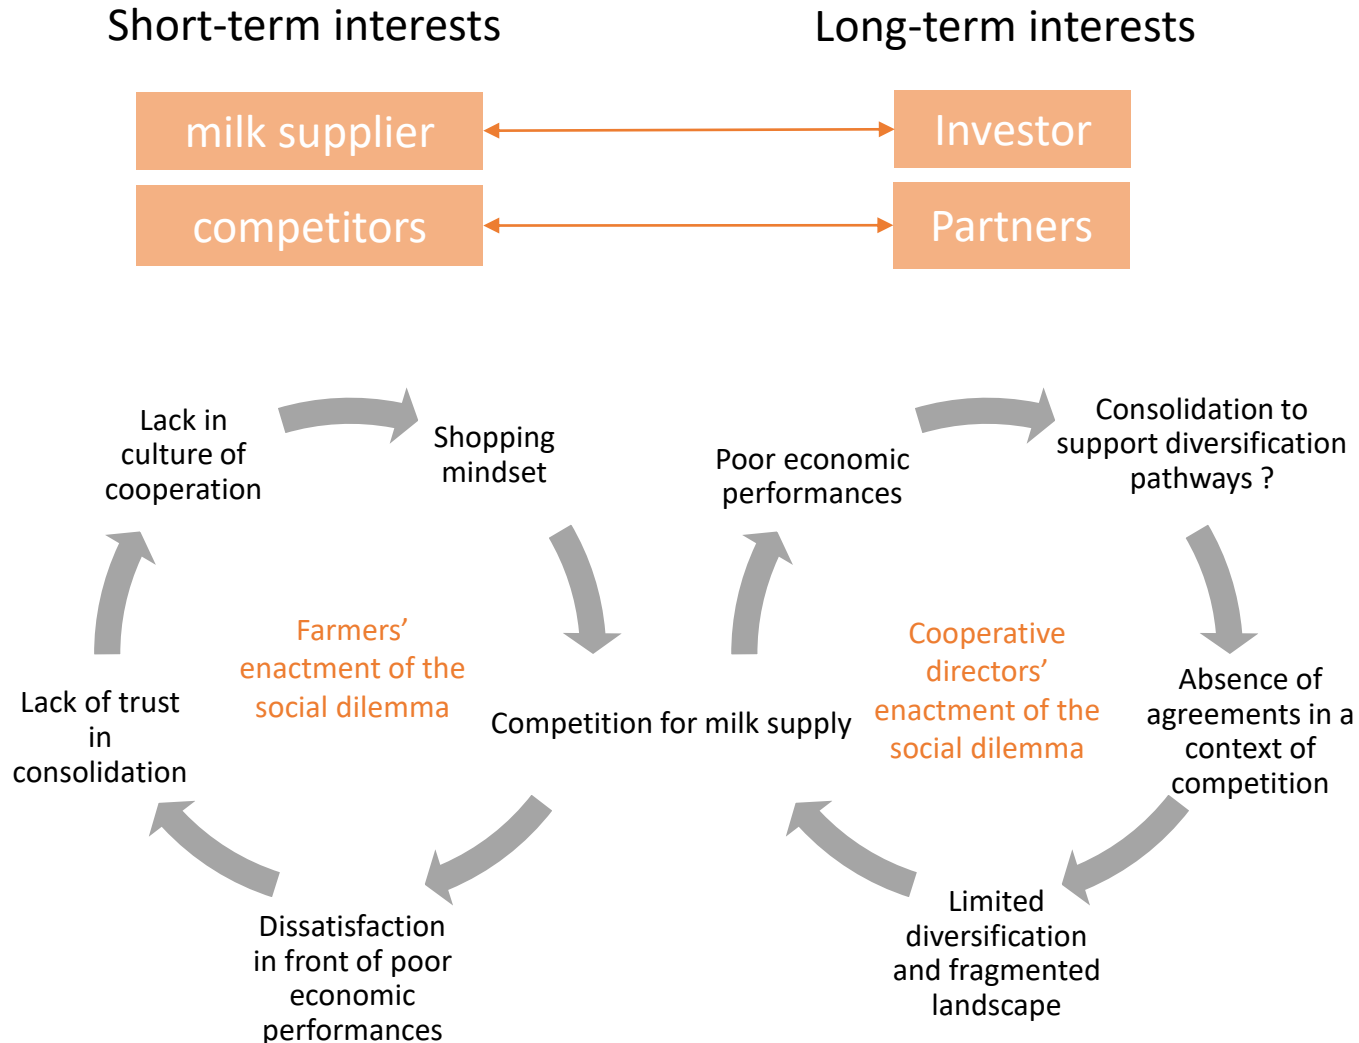 Short-term interests
Long-term interests
milk supplier
Investor
competitors
Partners
Lack in
culture of
cooperation
Shopping
mindset
Poor economic
performances
Consolidation to
support diversification
pathways ?
Farmers’
enactment of the
social dilemma
Cooperative
directors’
enactment of the
social dilemma
Lack of trust
in
consolidation
Competition for milk supply
Absence of
agreements in a
context of
competition
Dissatisfaction
in front of poor
economic
performances
Limited
diversification
and fragmented
landscape